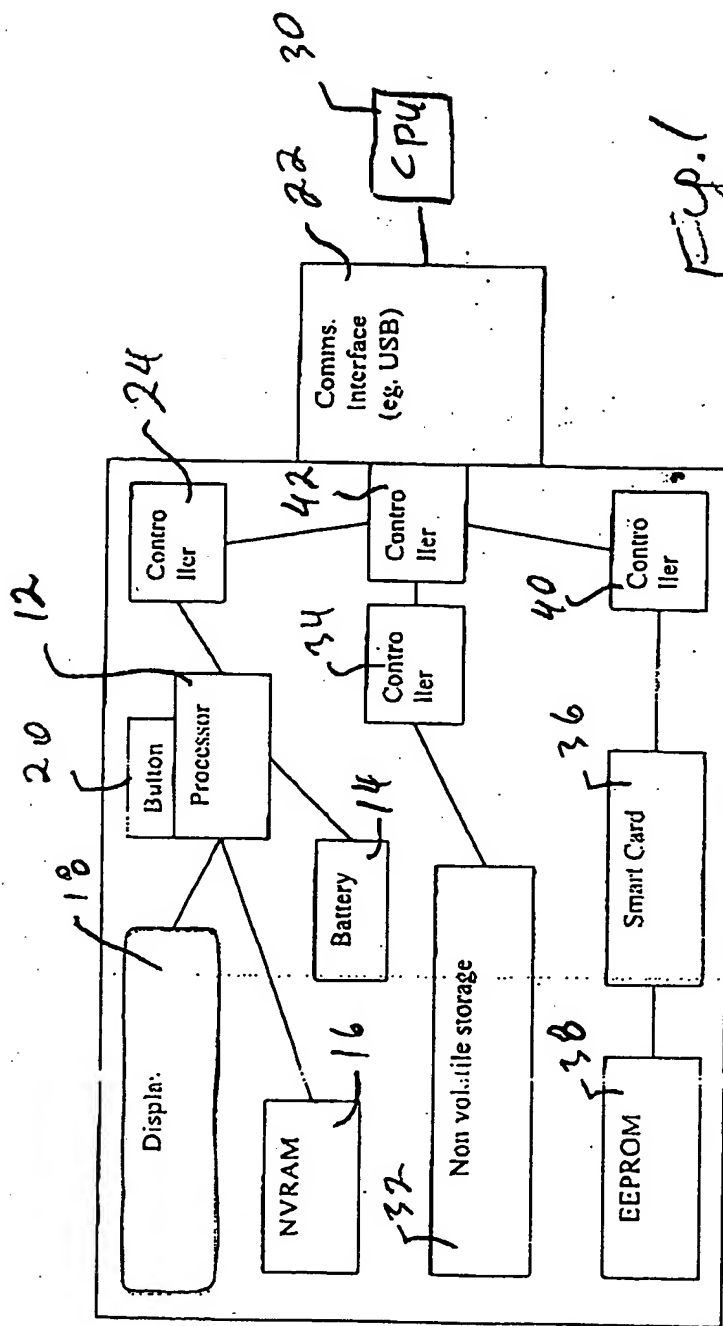 30
CPU
22
Comms.
Interface
(eg. USB)
Fig. 1
24
Contro
ller
42
Contro
ller
40
Contro
ller
12
20
Button
Processor
34
Contro
ller
36
Smart Card
14
Battery
18
Display
16
NVRAM
32
Non volatile storage
38
EEPROM